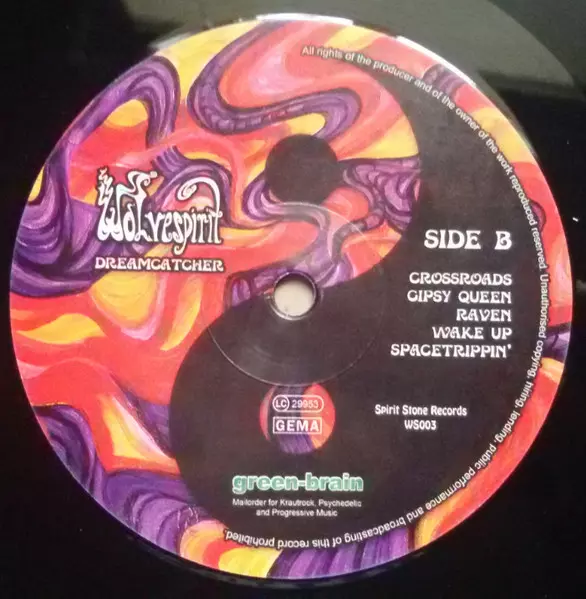 All rights of the producer and of the owner of the work reproduced reserved. Unauthorised copying, hiring, lending, public performance and broadcasting of this record prohibited.
Wolvespirit
DREAMCATCHER
SIDE B
CROSSROADS
GIPSY QUEEN
RAVEN
WAKE UP
SPACETRIPPIN'
LC 29953
GEMA
Spirit Stone Records
WS003
green-brain
Mailorder for Krautrock, Psychedelic
and Progressive Music